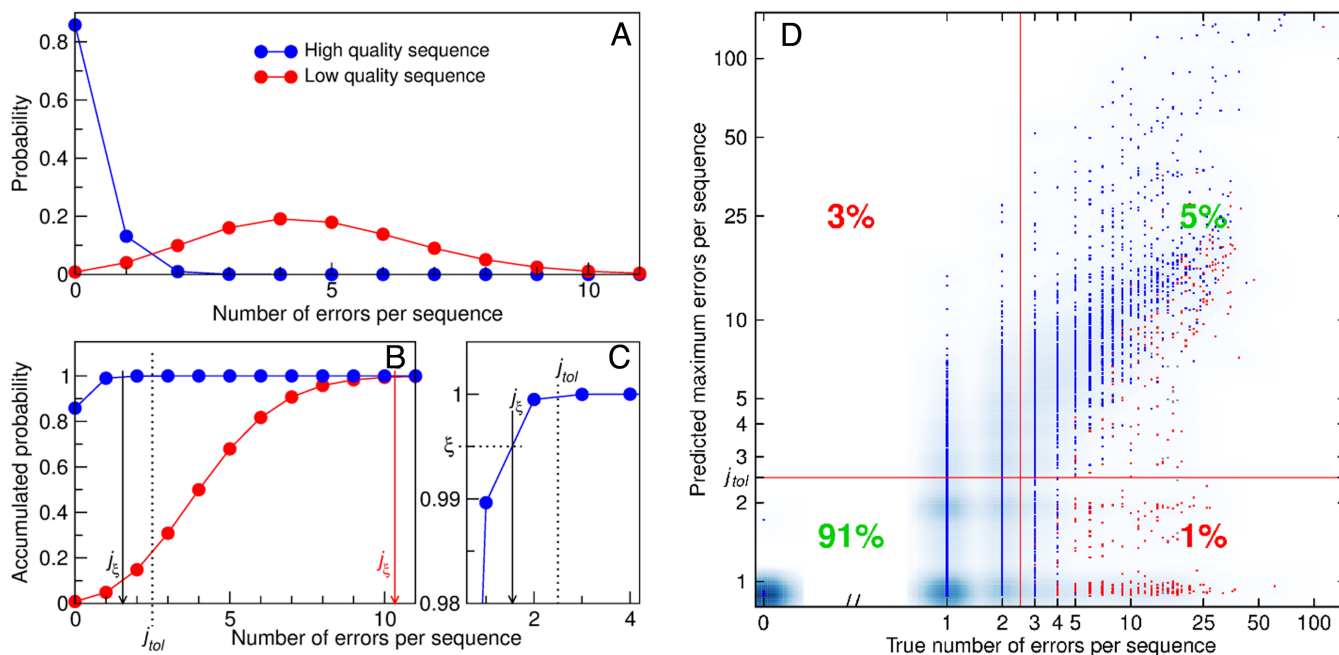 A
0.8
0.6
0.4
0.2
0
Probability
High quality sequence
Low quality sequence
0
5
10
Number of errors per sequence
B
1
0.8
0.6
0.4
0.2
0
Accumulated probability
jξ
jξ
0
5
10
jtol
Number of errors per sequence
C
1
ξ
0.99
0.98
jξ
jtol
2
4
D
100
50
25
10
5
4
3
jtol
2
1
Predicted maximum errors per sequence
3%
5%
91%
1%
//
0
1
2
3
4
5
10
25
50
100
True number of errors per sequence